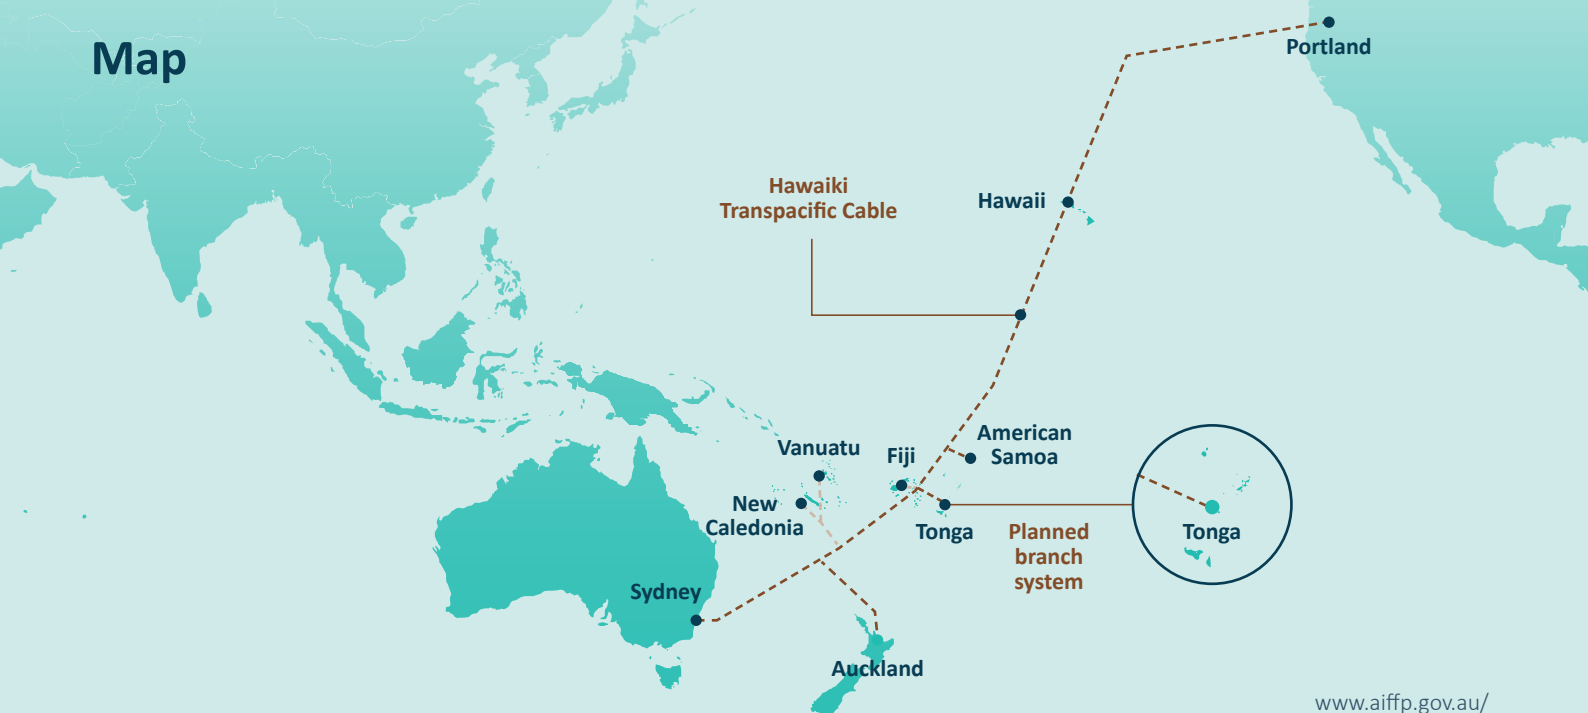 Map
Portland
Hawaiki
Transpacific Cable
Hawaii
American
Samoa
Vanuatu
Fiji
New
Caledonia
Tonga
Planned
branch
system
Tonga
Sydney
Auckland
www.aiffp.gov.au/